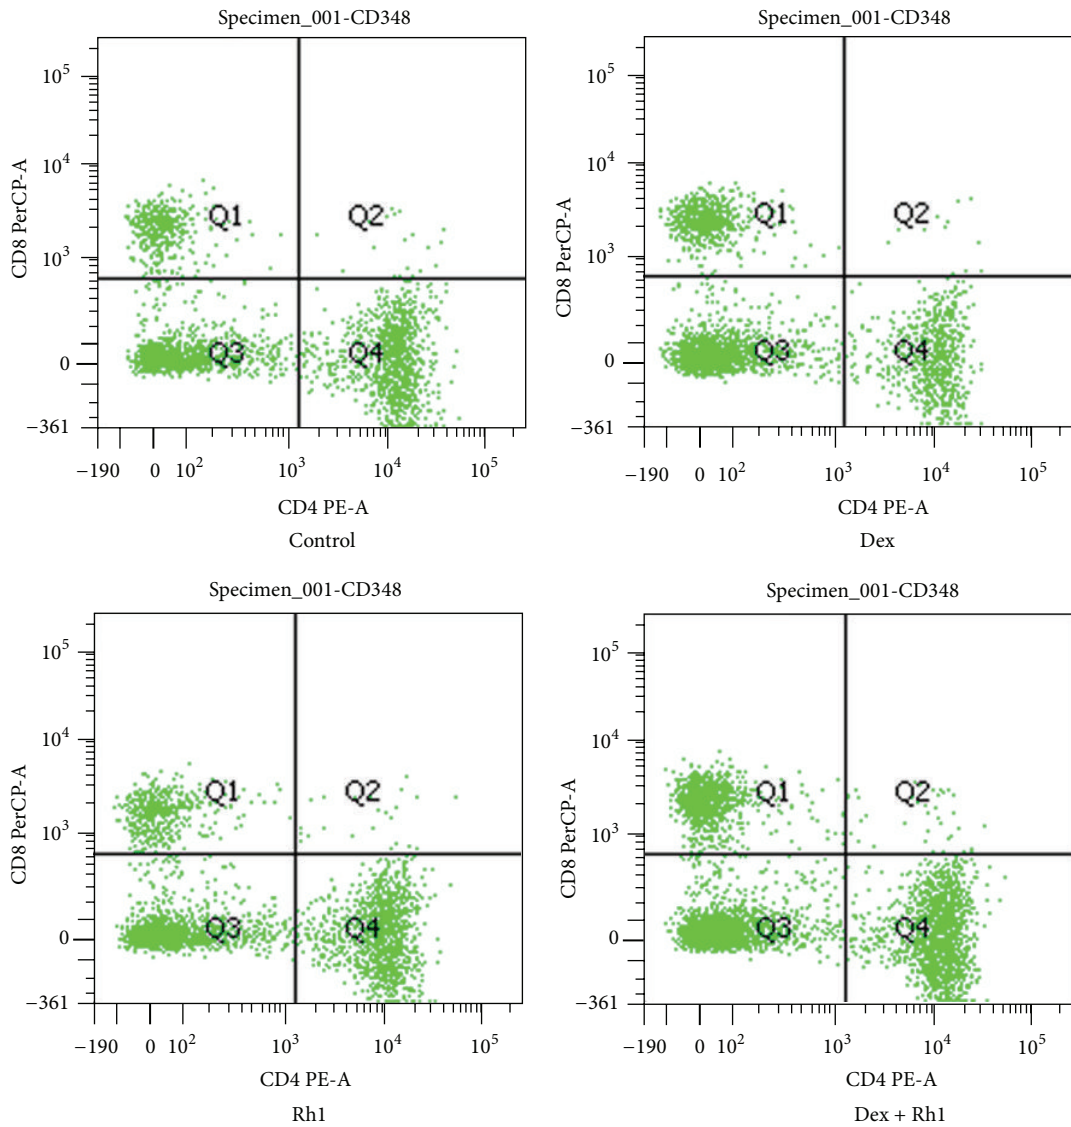 Specimen_001-CD348
CD8 PerCP-A
10^5
10^4
10^3
0
−361
Q1
Q2
Q3
Q4
−190 0 10^2 10^3 10^4 10^5
CD4 PE-A
Control
Specimen_001-CD348
CD8 PerCP-A
10^5
10^4
10^3
0
−361
Q1
Q2
Q3
Q4
−190 0 10^2 10^3 10^4 10^5
CD4 PE-A
Dex
Specimen_001-CD348
CD8 PerCP-A
10^5
10^4
10^3
0
−361
Q1
Q2
Q3
Q4
−190 0 10^2 10^3 10^4 10^5
CD4 PE-A
Rh1
Specimen_001-CD348
CD8 PerCP-A
10^5
10^4
10^3
0
−361
Q1
Q2
Q3
Q4
−190 0 10^2 10^3 10^4 10^5
CD4 PE-A
Dex + Rh1